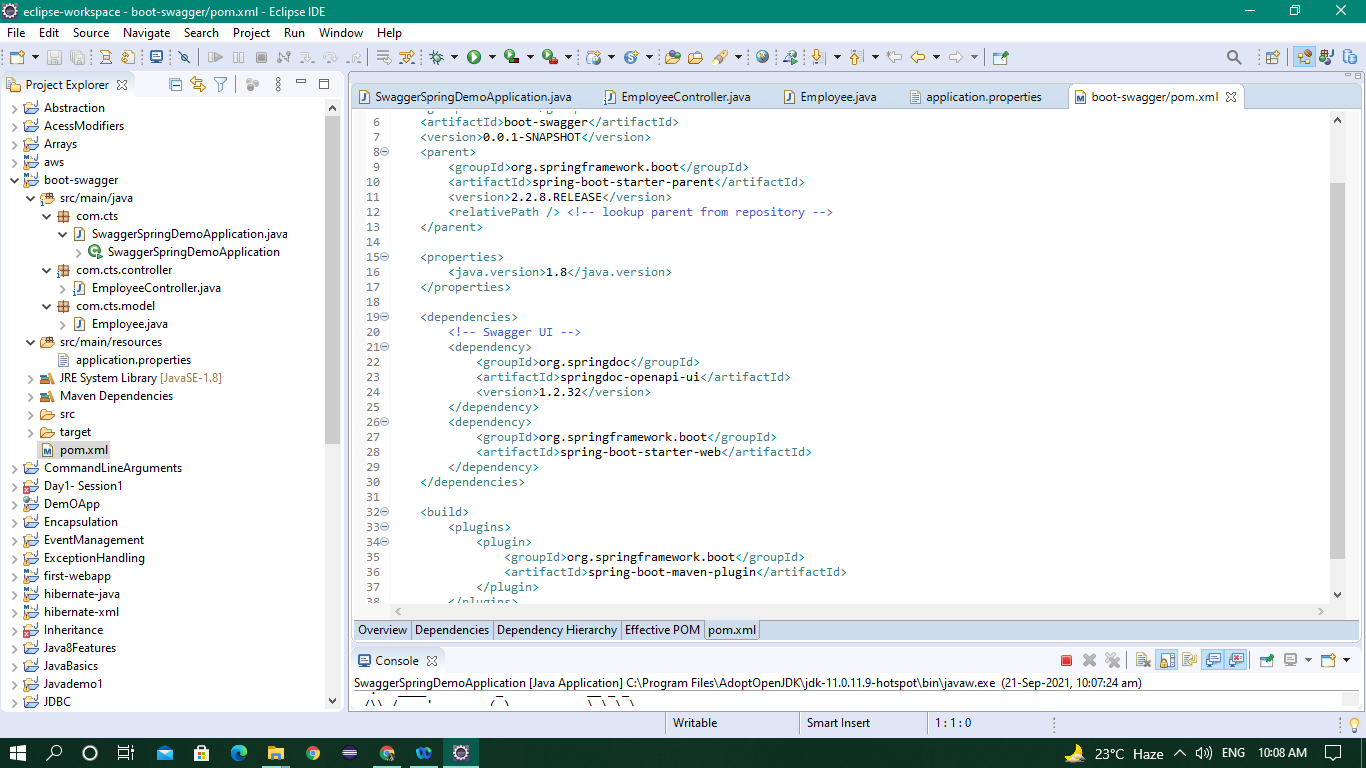 eclipse-workspace - boot-swagger/pom.xml - Eclipse IDE
File Edit Source Navigate Search Project Run Window Help
Project Explorer
Abstraction
AcessModifiers
Arrays
aws
boot-swagger
src/main/java
com.cts
SwaggerSpringDemoApplication.java
SwaggerSpringDemoApplication
com.cts.controller
EmployeeController.java
com.cts.model
Employee.java
src/main/resources
application.properties
JRE System Library [JavaSE-1.8]
Maven Dependencies
src
target
pom.xml
CommandLineArguments
Day1- Session1
DemOApp
Encapsulation
EventManagement
ExceptionHandling
first-webapp
hibernate-java
hibernate-xml
Inheritance
Java8Features
JavaBasics
Javademo1
JDBC
SwaggerSpringDemoApplication.java EmployeeController.java Employee.java application.properties boot-swagger/pom.xml
6 <artifactId>boot-swagger</artifactId>
7 <version>0.0.1-SNAPSHOT</version>
8 <parent>
9 <groupId>org.springframework.boot</groupId>
10 <artifactId>spring-boot-starter-parent</artifactId>
11 <version>2.2.8.RELEASE</version>
12 <relativePath /> <!-- lookup parent from repository -->
13 </parent>
14
15 <properties>
16 <java.version>1.8</java.version>
17 </properties>
18
19 <dependencies>
20 <!-- Swagger UI -->
21 <dependency>
22 <groupId>org.springdoc</groupId>
23 <artifactId>springdoc-openapi-ui</artifactId>
24 <version>1.2.32</version>
25 </dependency>
26 <dependency>
27 <groupId>org.springframework.boot</groupId>
28 <artifactId>spring-boot-starter-web</artifactId>
29 </dependency>
30 </dependencies>
31
32 <build>
33 <plugins>
34 <plugin>
35 <groupId>org.springframework.boot</groupId>
36 <artifactId>spring-boot-maven-plugin</artifactId>
37 </plugin>
38 </plugins>
Overview Dependencies Dependency Hierarchy Effective POM pom.xml
Console
SwaggerSpringDemoApplication [Java Application] C:\Program Files\AdoptOpenJDK\jdk-11.0.11.9-hotspot\bin\javaw.exe (21-Sep-2021, 10:07:24 am)
Writable Smart Insert 1 : 1 : 0
23°C Haze ENG 10:08 AM